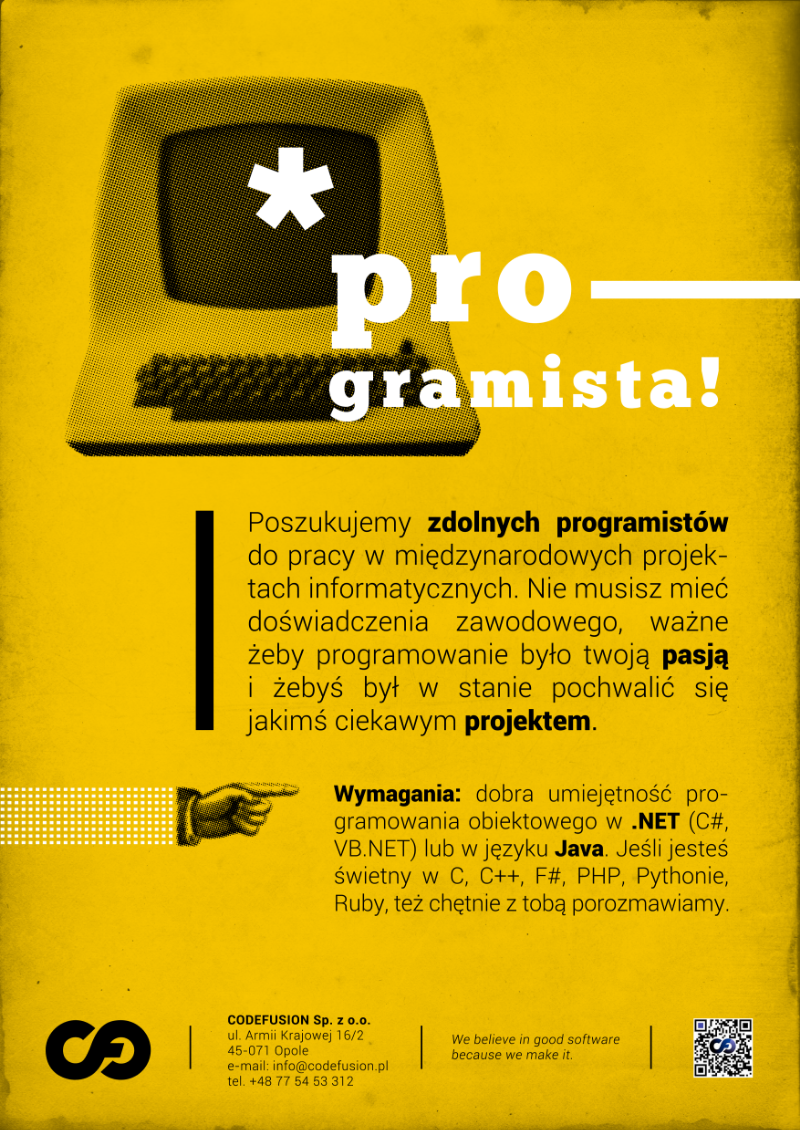 *
pro—
gramista!
Poszukujemy zdolnych programistów
do pracy w międzynarodowych projek-
tach informatycznych. Nie musisz mieć
doświadczenia zawodowego, ważne
żeby programowanie było twoją pasją
i żebyś był w stanie pochwalić się
jakimś ciekawym projektem.
Wymagania: dobra umiejętność pro-
gramowania obiektowego w .NET (C#,
VB.NET) lub w języku Java. Jeśli jesteś
świetny w C, C++, F#, PHP, Pythonie,
Ruby, też chętnie z tobą porozmawiamy.
CODEFUSION Sp. z o.o.
ul. Armii Krajowej 16/2
45-071 Opole
e-mail: info@codefusion.pl
tel. +48 77 54 53 312
We believe in good software
because we make it.